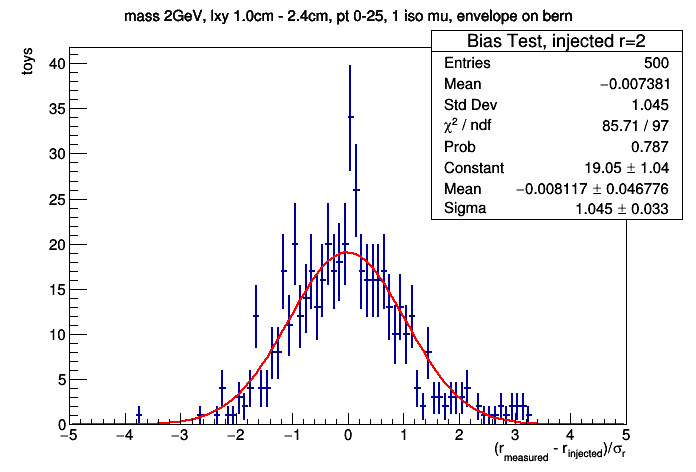 mass 2GeV, lxy 1.0cm - 2.4cm, pt 0-25, 1 iso mu, envelope on bern
Bias Test, injected r=2
Entries 500
Mean −0.007381
Std Dev 1.045
χ² / ndf 85.71 / 97
Prob 0.787
Constant 19.05 ± 1.04
Mean −0.008117 ± 0.046776
Sigma 1.045 ± 0.033
toys
40
35
30
25
20
15
10
5
0
−5 −4 −3 −2 −1 0 1 2 3 4 5
(r_measured - r_injected)/σ_r